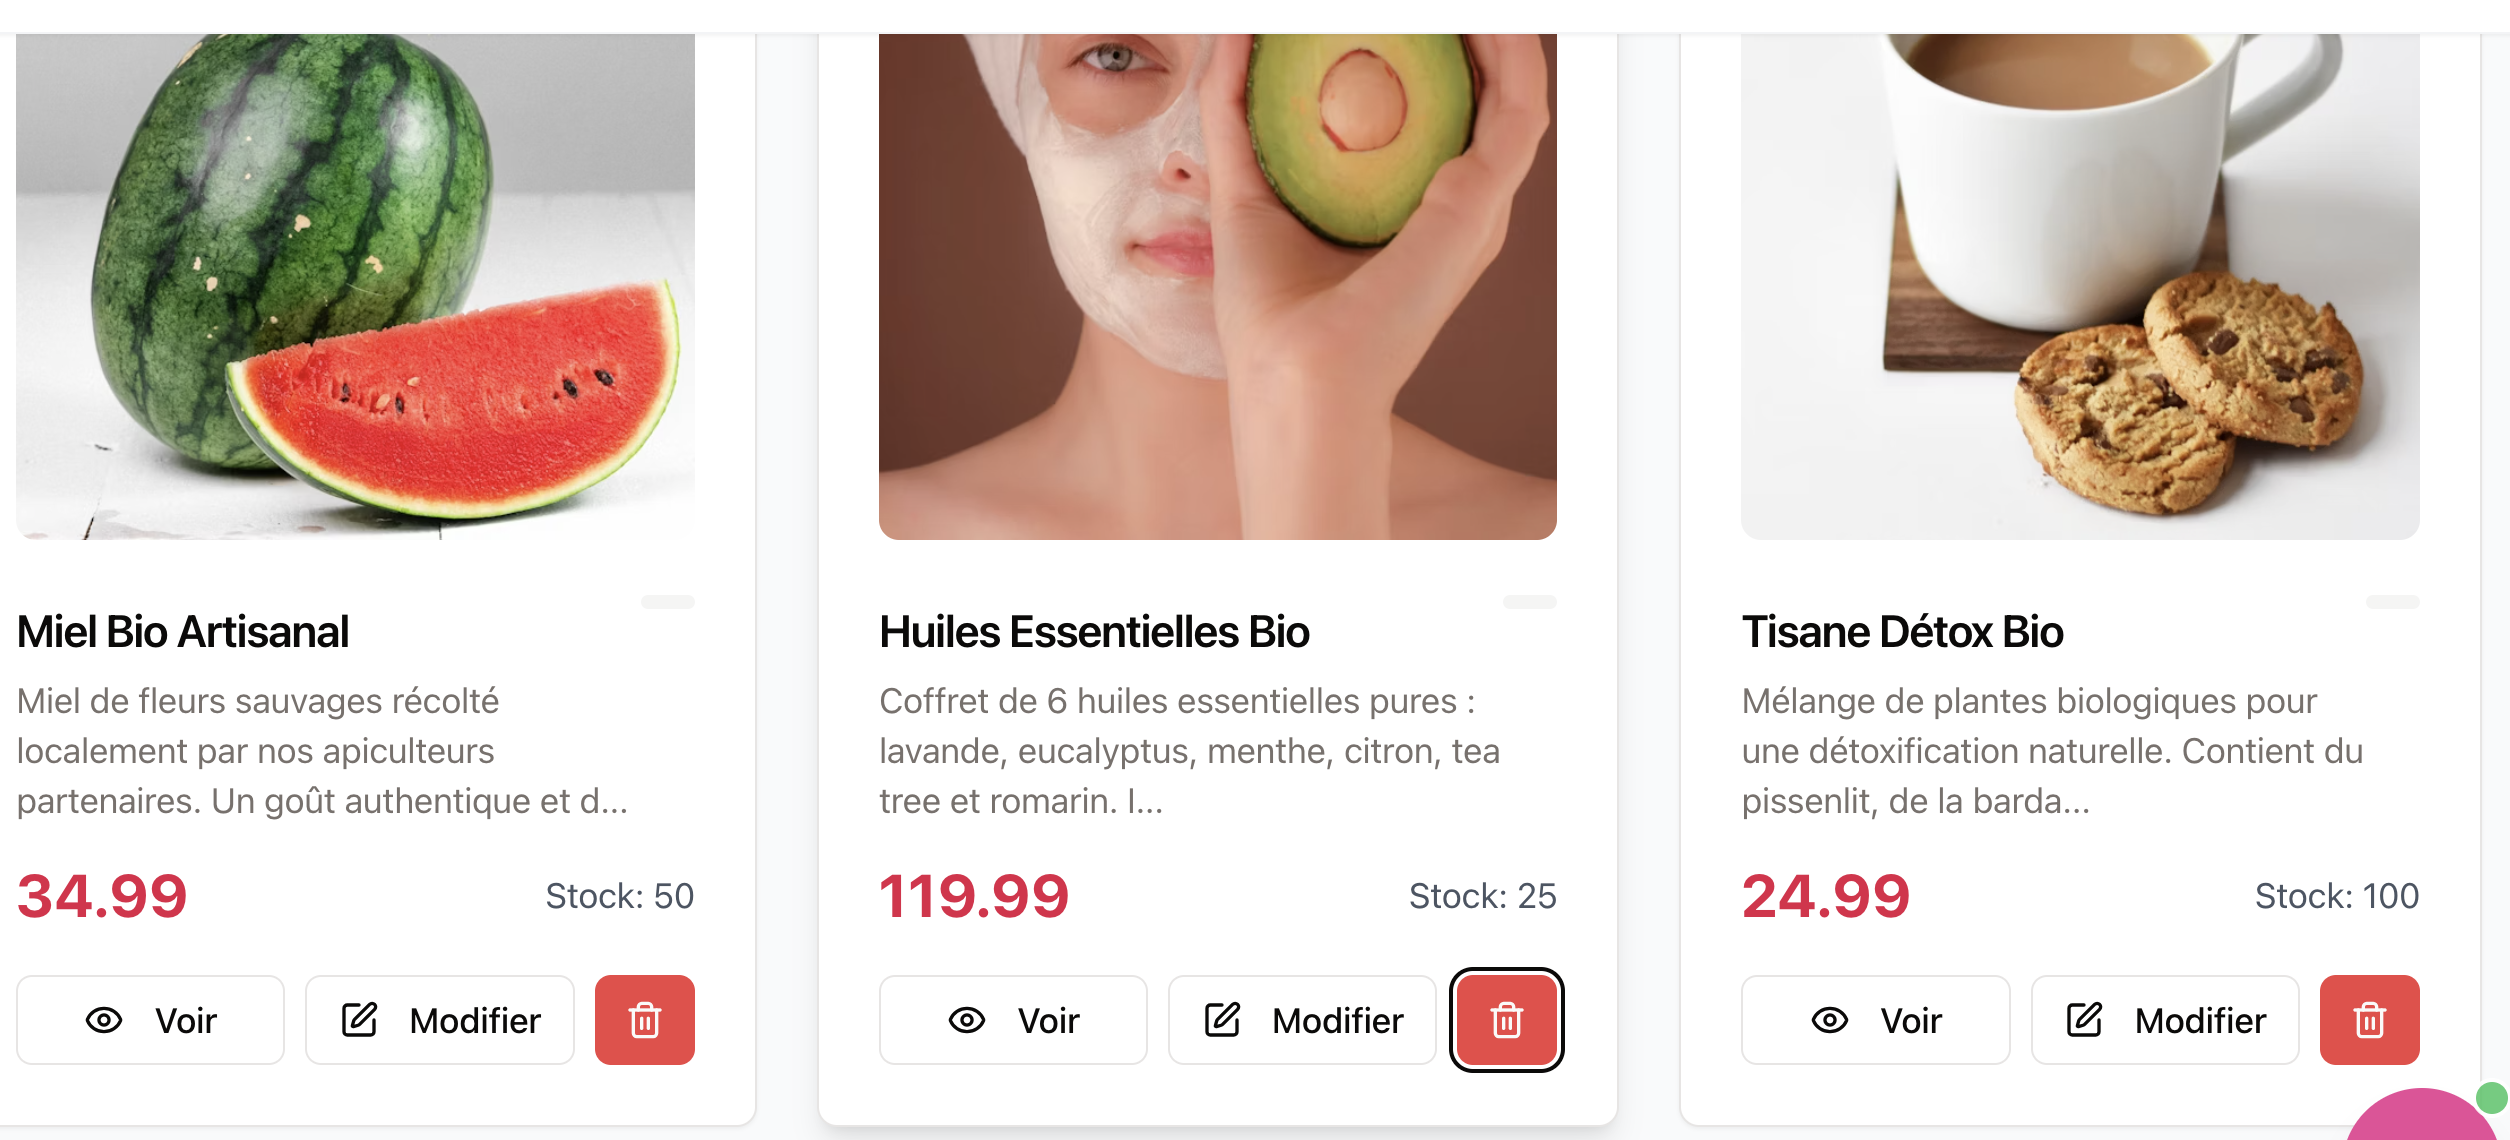 Miel Bio Artisanal
Miel de fleurs sauvages récolté
localement par nos apiculteurs
partenaires. Un goût authentique et d...
34.99
Stock: 50
Voir
Modifier
Huiles Essentielles Bio
Coffret de 6 huiles essentielles pures :
lavande, eucalyptus, menthe, citron, tea
tree et romarin. I...
119.99
Stock: 25
Voir
Modifier
Tisane Détox Bio
Mélange de plantes biologiques pour
une détoxification naturelle. Contient du
pissenlit, de la barda...
24.99
Stock: 100
Voir
Modifier